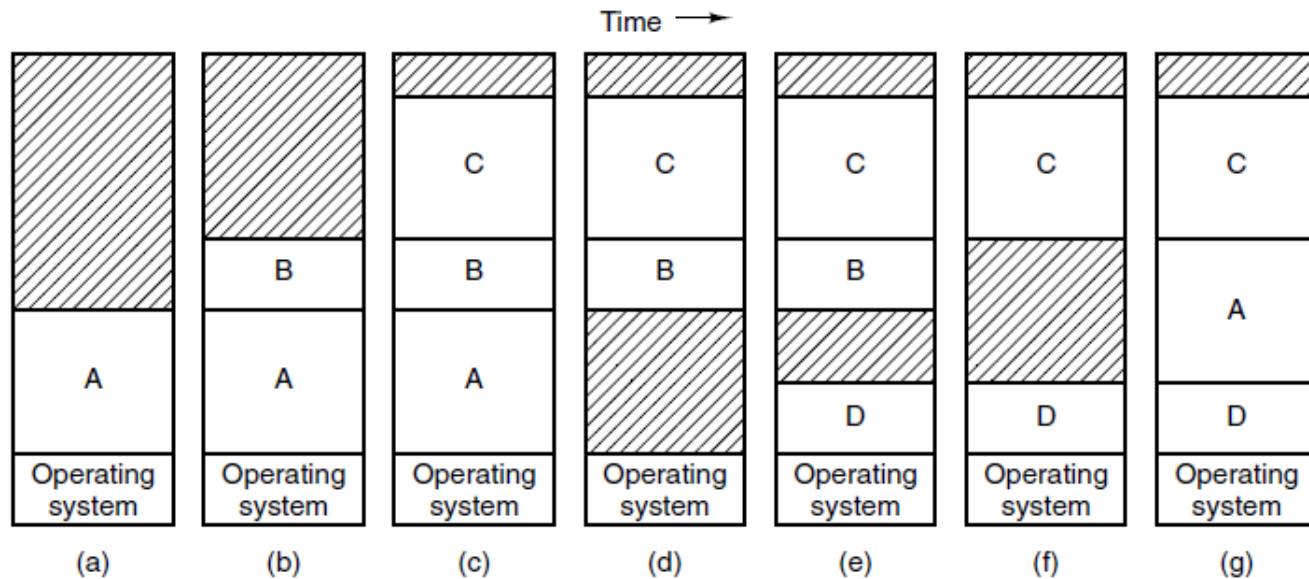 Time
C
C
C
C
C
B
B
B
B
A
A
A
A
D
D
D
Operating
system
Operating
system
Operating
system
Operating
system
Operating
system
Operating
system
Operating
system
(a)
(b)
(c)
(d)
(e)
(f)
(g)